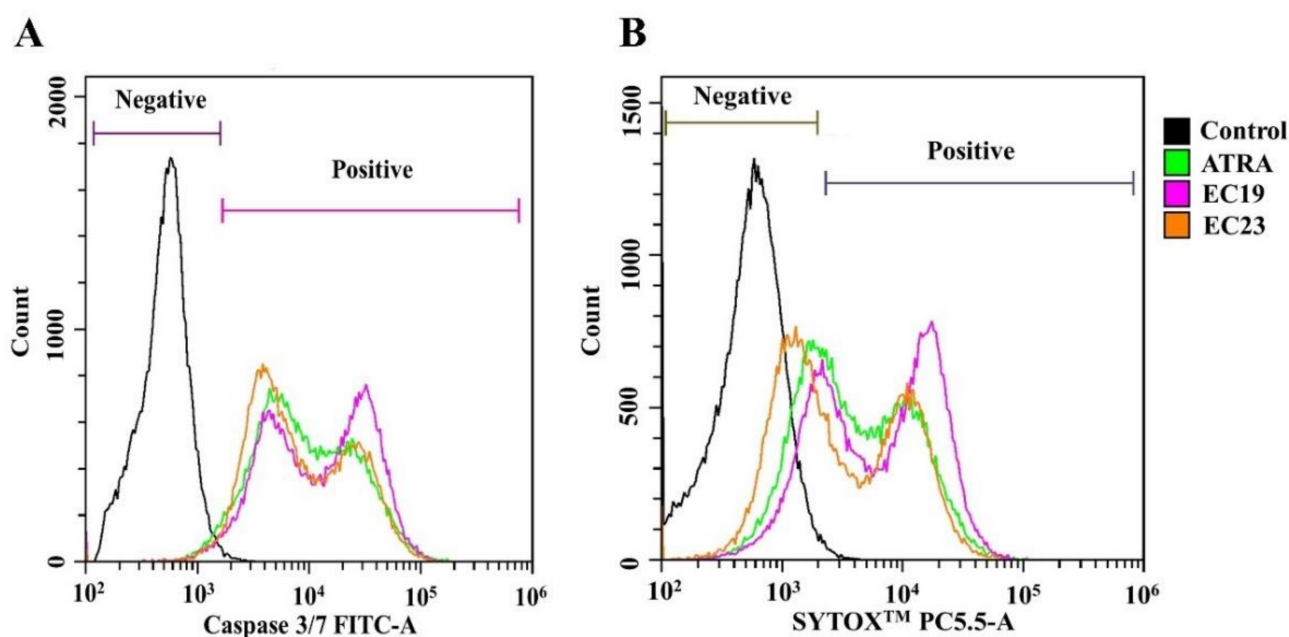 A
B
Negative
Positive
2000
1000
0
Count
10² 10³ 10⁴ 10⁵ 10⁶
Caspase 3/7 FITC-A
Negative
Positive
1500
1000
500
0
Count
10² 10³ 10⁴ 10⁵ 10⁶
SYTOX™ PC5.5-A
Control
ATRA
EC19
EC23